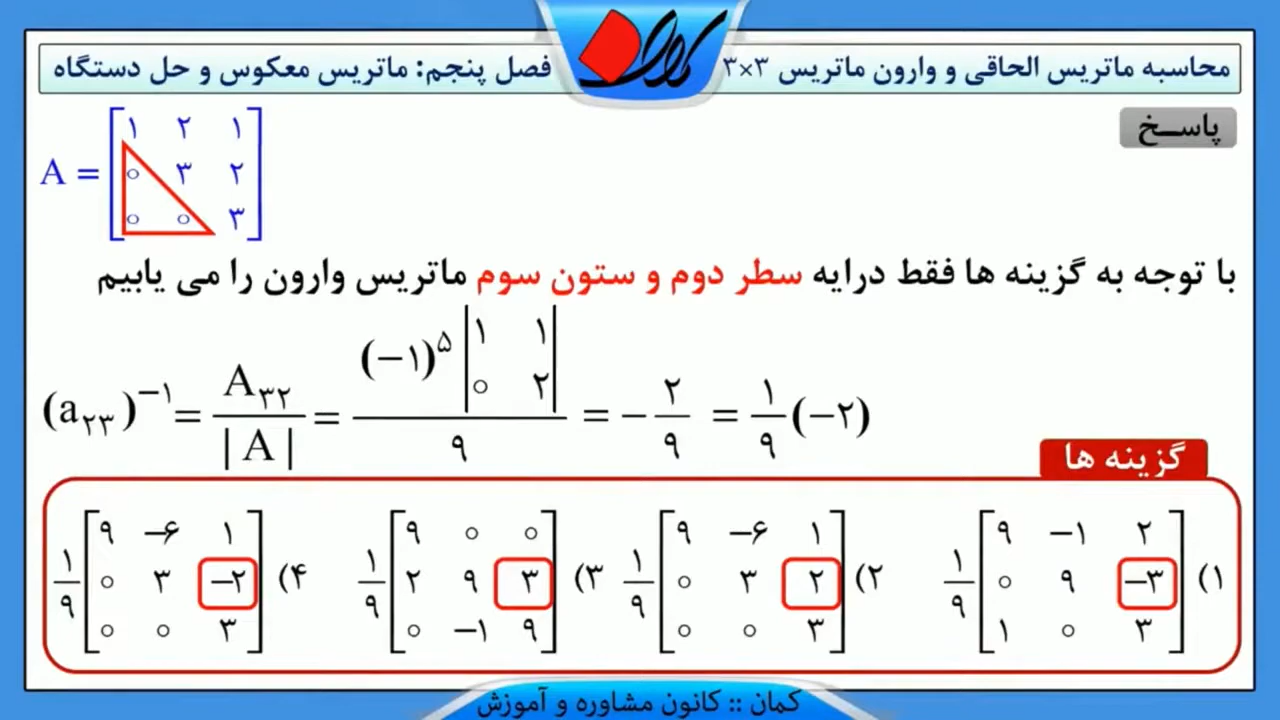 محاسبه ماتریس الحاقی و وارون ماتریس ۳×۳
کمان
فصل پنجم: ماتریس معکوس و حل دستگاه
پاســخ
A = [۱ ۲ ۱
۰ ۳ ۲
۰ ۰ ۳]
با توجه به گزینه ها فقط درایه سطر دوم و ستون سوم ماتریس وارون را می یابیم
(a۲۳)^−۱ = A۳۲ / |A| = (−۱)^۵ |۱ ۱ ; ۰ ۲| / ۹ = −۲/۹ = ۱/۹ (−۲)
گزینه ها
۱) ۱/۹ [۹ −۱ ۲ ; ۰ ۹ −۳ ; ۱ ۰ ۳]
۲) ۱/۹ [۹ −۶ ۱ ; ۰ ۳ ۲ ; ۰ ۰ ۳]
۳) ۱/۹ [۹ ۰ ۰ ; ۲ ۹ ۳ ; ۰ −۱ ۹]
۴) ۱/۹ [۹ −۶ ۱ ; ۰ ۳ −۲ ; ۰ ۰ ۳]
کمان :: کانون مشاوره و آموزش